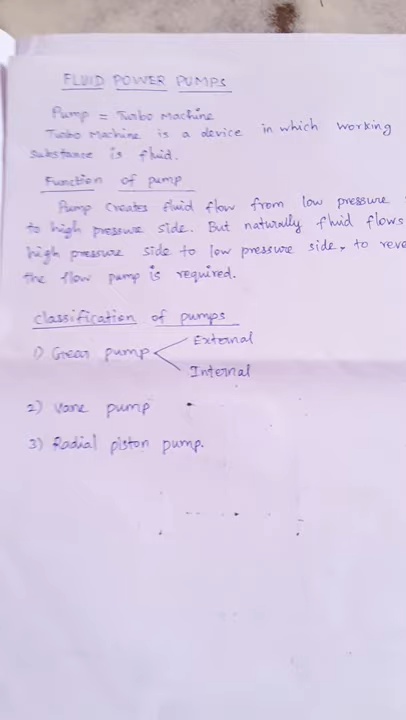 FLUID POWER PUMPS
Pump = Turbo Machine
Turbo Machine is a device in which working
substance is fluid.
Function of pump
Pump creates fluid flow from low pressure
to high pressure side. But naturally fluid flows
high pressure side to low pressure side, to reve
the flow pump is required.
Classification of pumps
1) Gear pump
External
Internal
2) Vane pump
3) Radial piston pump.